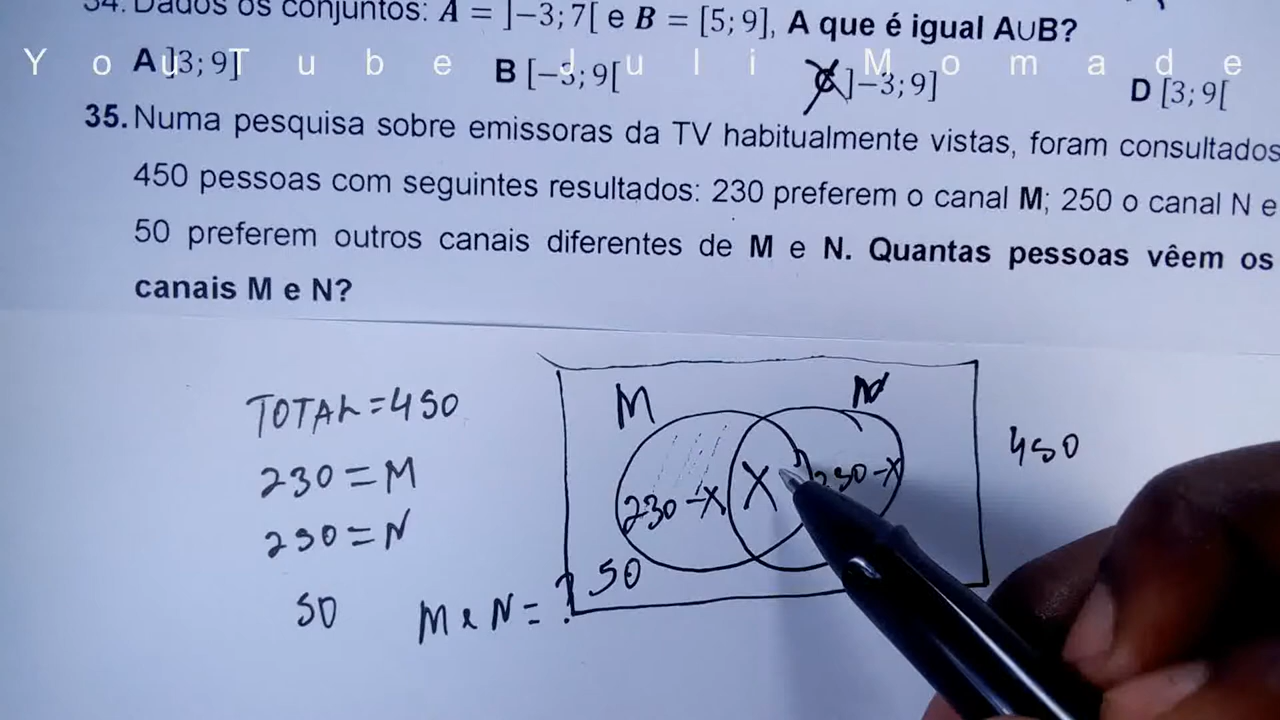 34. Dados os conjuntos: A = ]−3; 7[ e B = [5; 9], A que é igual A∪B?
A ]3; 9] B [−3; 9[ C ]−3; 9] D [3; 9[
YouTube Juli Momade
35. Numa pesquisa sobre emissoras da TV habitualmente vistas, foram consultados
450 pessoas com seguintes resultados: 230 preferem o canal M; 250 o canal N e
50 preferem outros canais diferentes de M e N. Quantas pessoas vêem os
canais M e N?
M N
TOTAL = 450
450
230 = M
230-X X 250-X
250 = N
50
50 M e N = ?